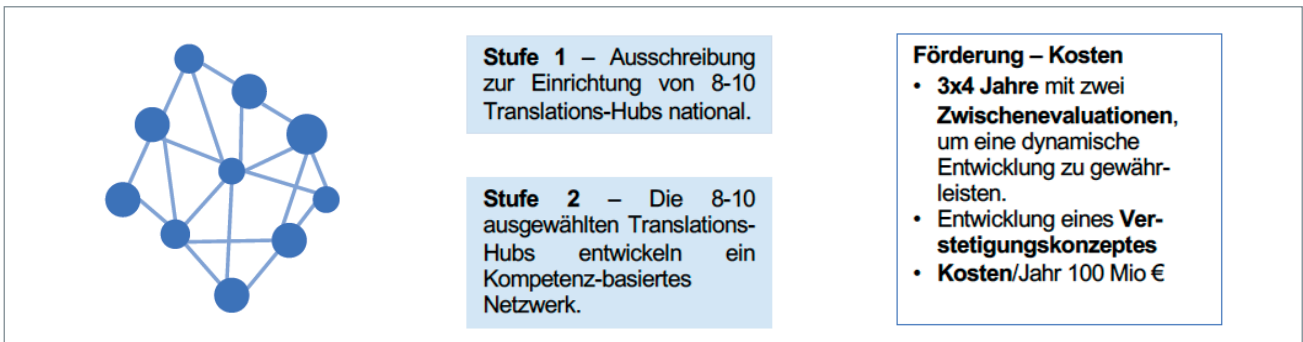 Stufe 1 – Ausschreibung
zur Einrichtung von 8-10
Translations-Hubs national.
Stufe 2 – Die 8-10
ausgewählten Translations-
Hubs entwickeln ein
Kompetenz-basiertes
Netzwerk.
Förderung – Kosten
• 3x4 Jahre mit zwei
Zwischenevaluationen,
um eine dynamische
Entwicklung zu gewähr-
leisten.
• Entwicklung eines Ver-
stetigungskonzeptes
• Kosten/Jahr 100 Mio €